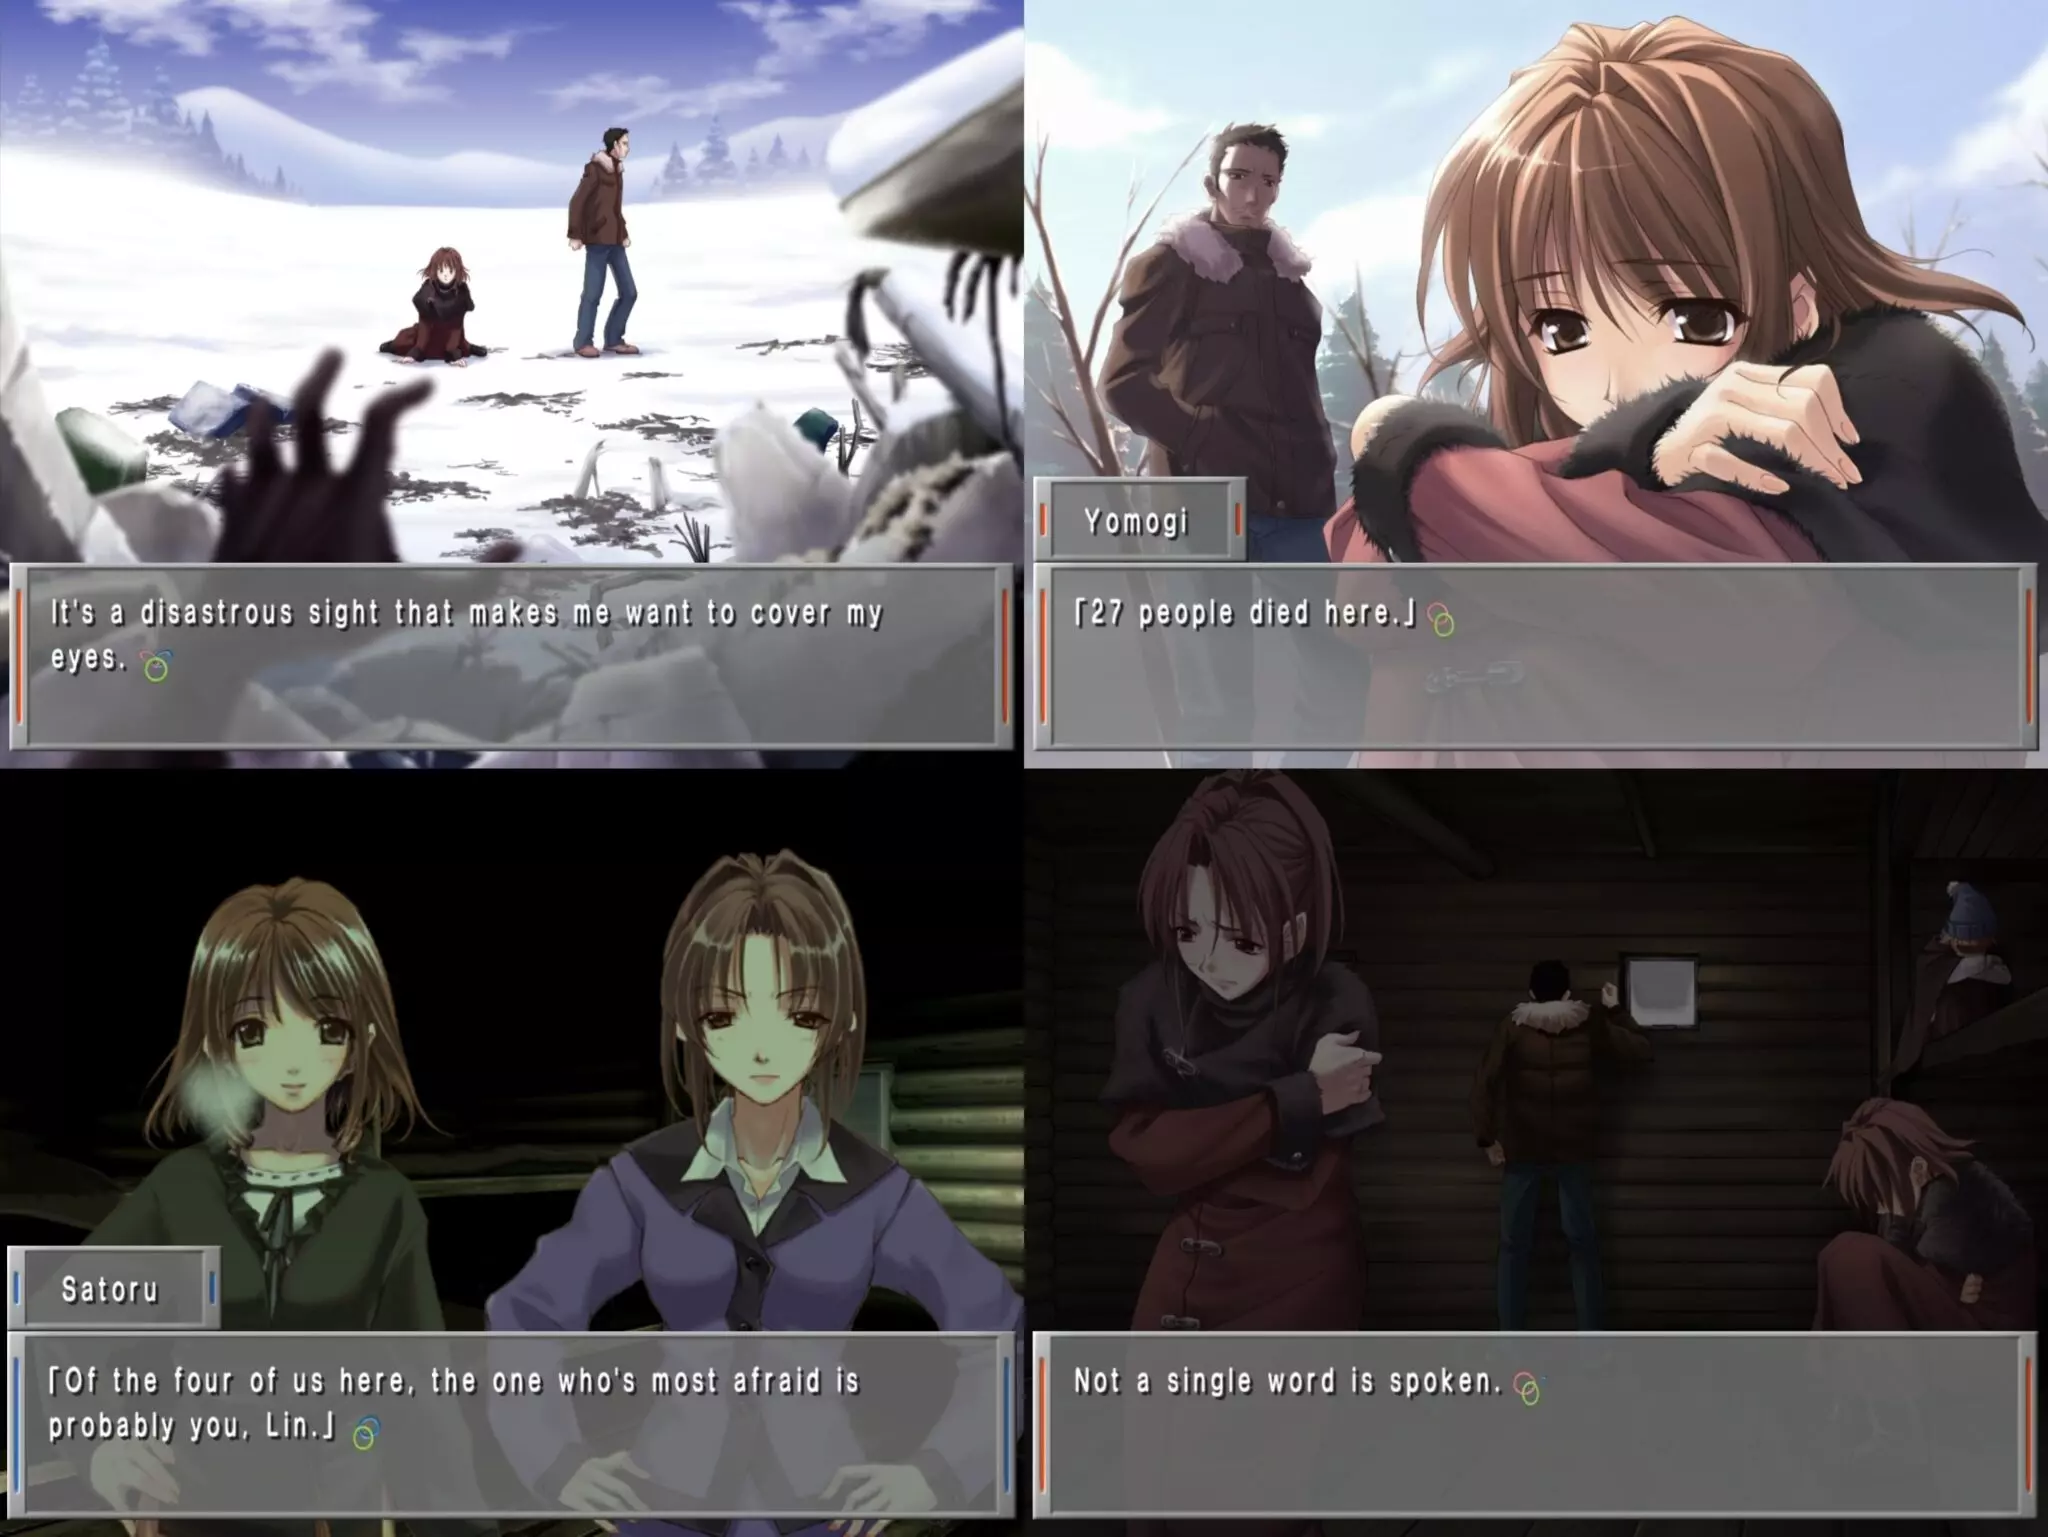 It's a disastrous sight that makes me want to cover my
eyes.
Yomogi
「27 people died here.」
Satoru
「Of the four of us here, the one who's most afraid is
probably you, Lin.」
Not a single word is spoken.